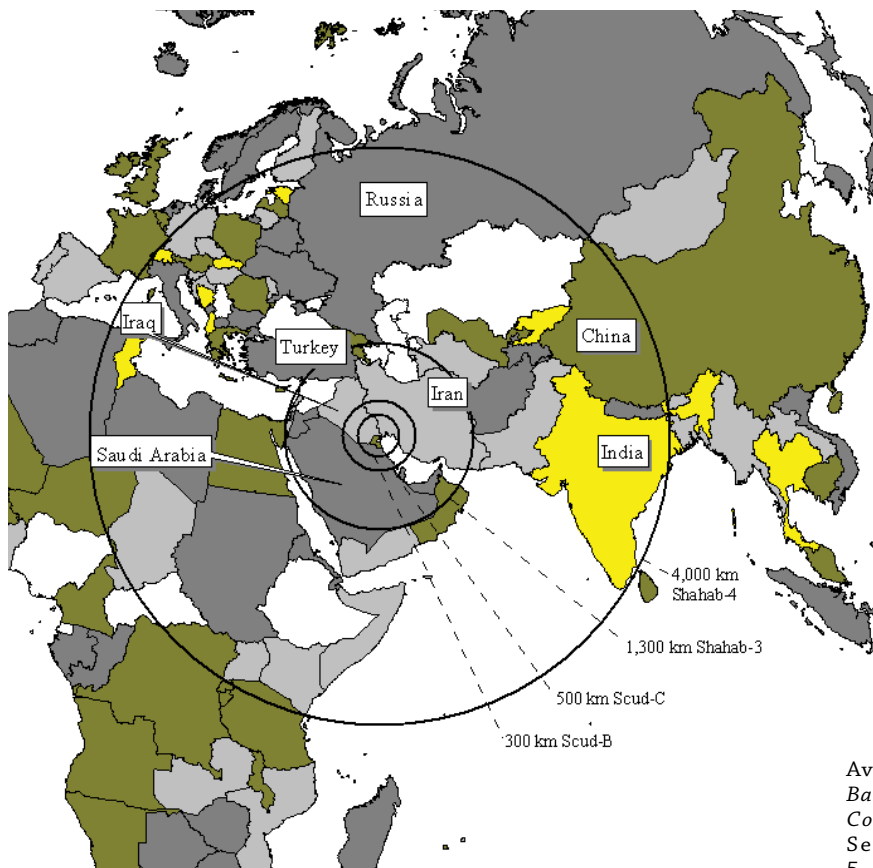 Russia
Iraq
Turkey
China
Iran
Saudi Arabia
India
4,000 km
Shahab-4
1,300 km Shahab-3
500 km Scud-C
300 km Scud-B
Av
Ba
Co
Se